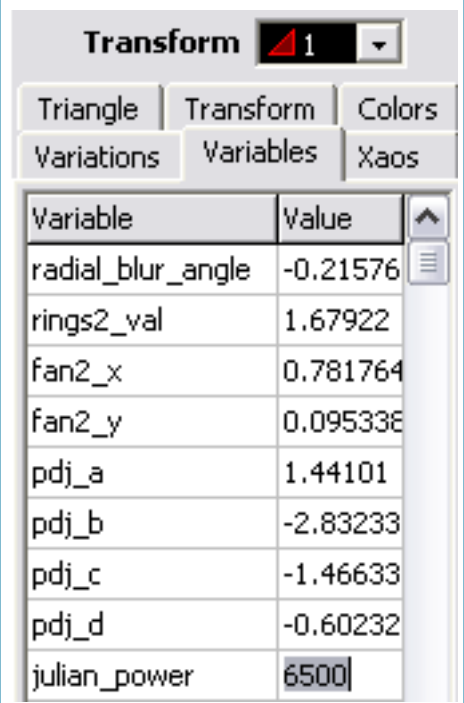 Transform 1
Triangle Transform Colors
Variations Variables Xaos
Variable Value
radial_blur_angle -0.21576
rings2_val 1.67922
fan2_x 0.781764
fan2_y 0.095338
pdj_a 1.44101
pdj_b -2.83233
pdj_c -1.46633
pdj_d -0.60232
julian_power 6500